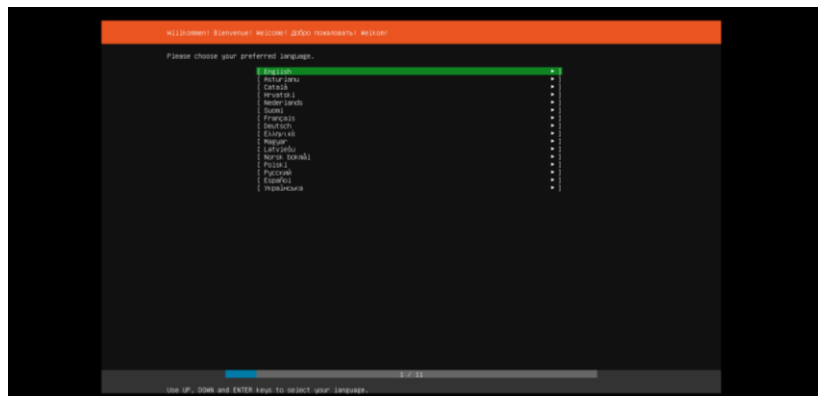 Willkommen! Bienvenue! Welcome! Добро пожаловать! Welkom!
Please choose your preferred language.
[ English ► ]
[ Asturianu ► ]
[ Català ► ]
[ Hrvatski ► ]
[ Nederlands ► ]
[ Suomi ► ]
[ Français ► ]
[ Deutsch ► ]
[ Ελληνικά ► ]
[ Magyar ► ]
[ Latviešu ► ]
[ Norsk bokmål ► ]
[ Polski ► ]
[ Русский ► ]
[ Español ► ]
[ Українська ► ]
1 / 11
Use UP, DOWN and ENTER keys to select your language.